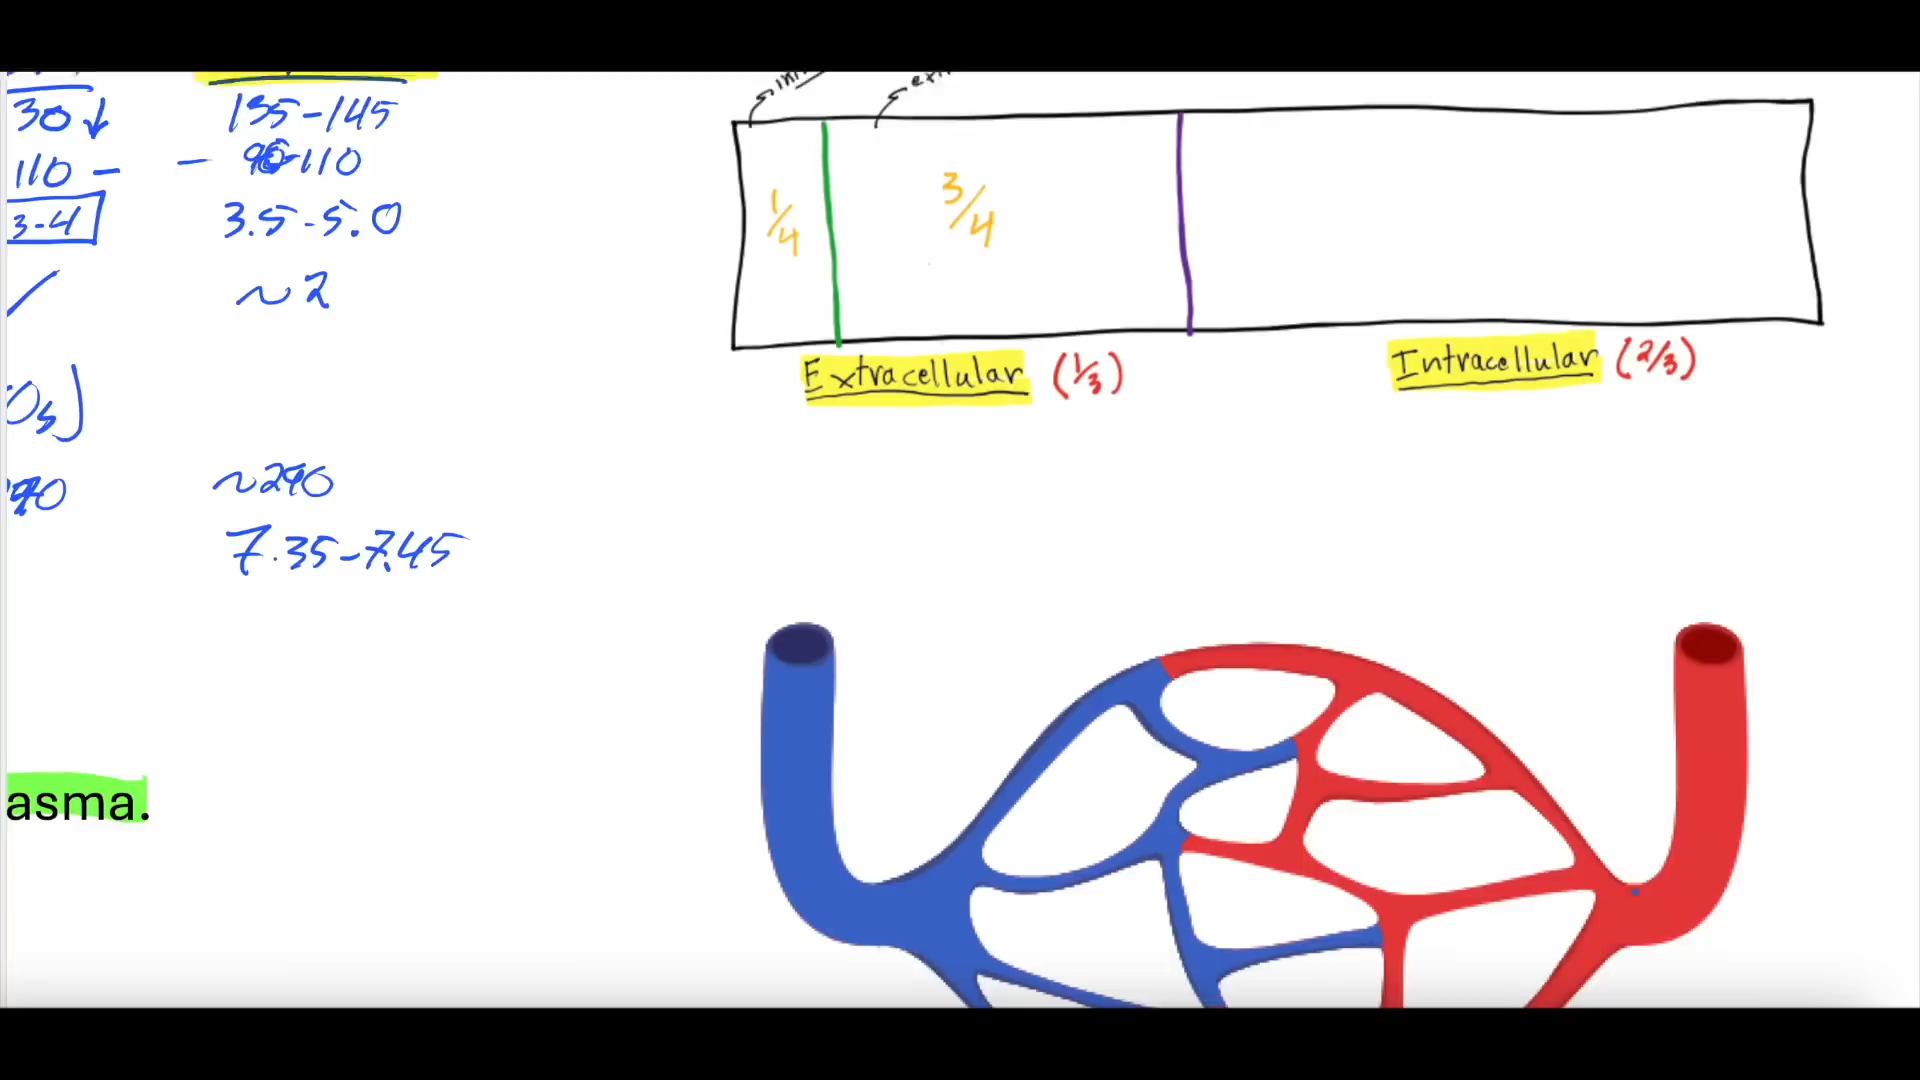 30↓ 135-145
110 - - 110
3-4 3.5-5.0
/ ~2
~290
7.35-7.45
asma.
1/4 3/4
Extracellular (1/3) Intracellular (2/3)